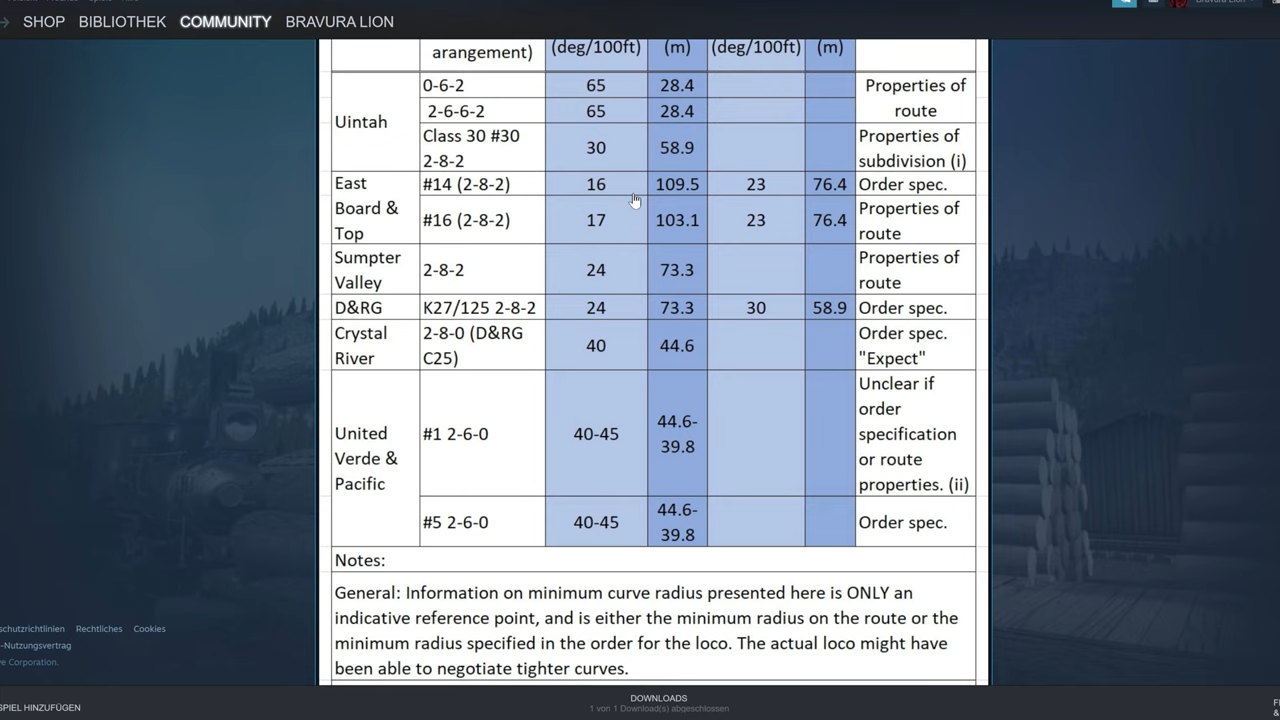 SHOP BIBLIOTHEK COMMUNITY BRAVURA LION
arangement) (deg/100ft) (m) (deg/100ft) (m)
Uintah
0-6-2 65 28.4 Properties of
route
2-6-6-2 65 28.4
Class 30 #30
2-8-2 30 58.9 Properties of
subdivision (i)
East
Board &
Top
#14 (2-8-2) 16 109.5 23 76.4 Order spec.
#16 (2-8-2) 17 103.1 23 76.4 Properties of
route
Sumpter
Valley
2-8-2 24 73.3 Properties of
route
D&RG K27/125 2-8-2 24 73.3 30 58.9 Order spec.
Crystal
River
2-8-0 (D&RG
C25) 40 44.6 Order spec.
"Expect"
United
Verde &
Pacific
#1 2-6-0 40-45 44.6-
39.8
Unclear if
order
specification
or route
properties. (ii)
#5 2-6-0 40-45 44.6-
39.8 Order spec.
Notes:
General: Information on minimum curve radius presented here is ONLY an
indicative reference point, and is either the minimum radius on the route or the
minimum radius specified in the order for the loco. The actual loco might have
been able to negotiate tighter curves.
schutzrichtlinien Rechtliches Cookies
-Nutzungsvertrag
ve Corporation.
SPIEL HINZUFÜGEN
DOWNLOADS
1 von 1 Download(s) abgeschlossen